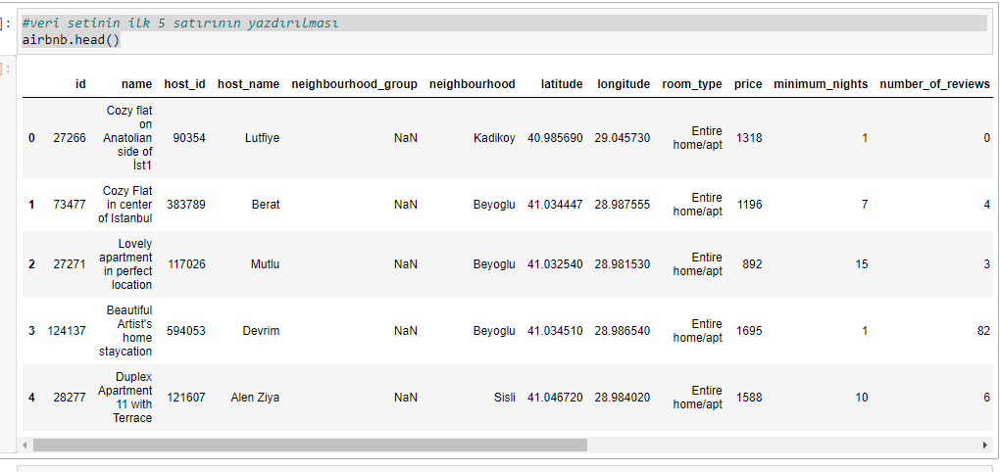 ]:
#veri setinin ilk 5 satırının yazdırılması
airbnb.head()
]:
id name host_id host_name neighbourhood_group neighbourhood latitude longitude room_type price minimum_nights number_of_reviews
0 27266 Cozy flat on Anatolian side of İst1 90354 Lutfiye NaN Kadikoy 40.985690 29.045730 Entire home/apt 1318 1 0
1 73477 Cozy Flat in center of Istanbul 383789 Berat NaN Beyoglu 41.034447 28.987555 Entire home/apt 1196 7 4
2 27271 Lovely apartment in perfect location 117026 Mutlu NaN Beyoglu 41.032540 28.981530 Entire home/apt 892 15 3
3 124137 Beautiful Artist's home staycation 594053 Devrim NaN Beyoglu 41.034510 28.986540 Entire home/apt 1695 1 82
4 28277 Duplex Apartment 11 with Terrace 121607 Alen Ziya NaN Sisli 41.046720 28.984020 Entire home/apt 1588 10 6